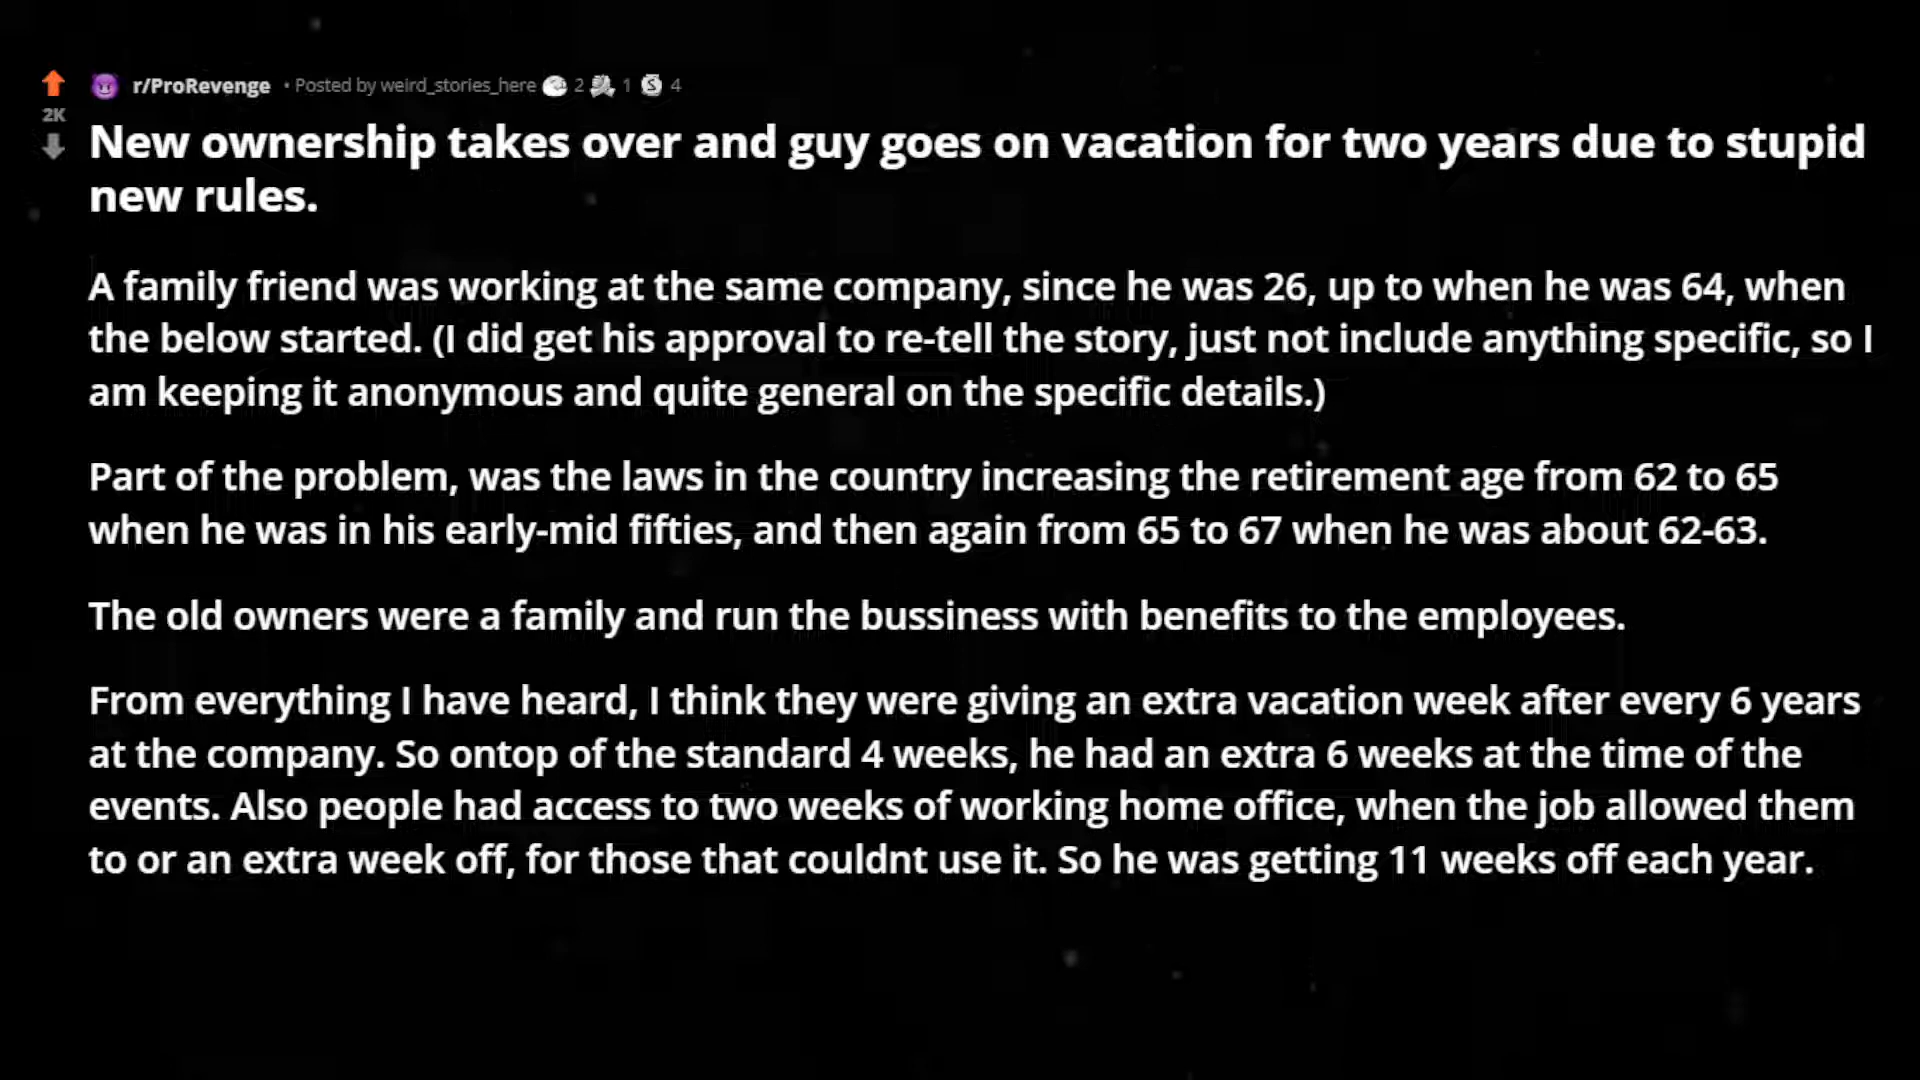 r/ProRevenge • Posted by weird_stories_here 2 1 S 4
2K
New ownership takes over and guy goes on vacation for two years due to stupid
new rules.
A family friend was working at the same company, since he was 26, up to when he was 64, when
the below started. (I did get his approval to re-tell the story, just not include anything specific, so I
am keeping it anonymous and quite general on the specific details.)
Part of the problem, was the laws in the country increasing the retirement age from 62 to 65
when he was in his early-mid fifties, and then again from 65 to 67 when he was about 62-63.
The old owners were a family and run the bussiness with benefits to the employees.
From everything I have heard, I think they were giving an extra vacation week after every 6 years
at the company. So ontop of the standard 4 weeks, he had an extra 6 weeks at the time of the
events. Also people had access to two weeks of working home office, when the job allowed them
to or an extra week off, for those that couldnt use it. So he was getting 11 weeks off each year.